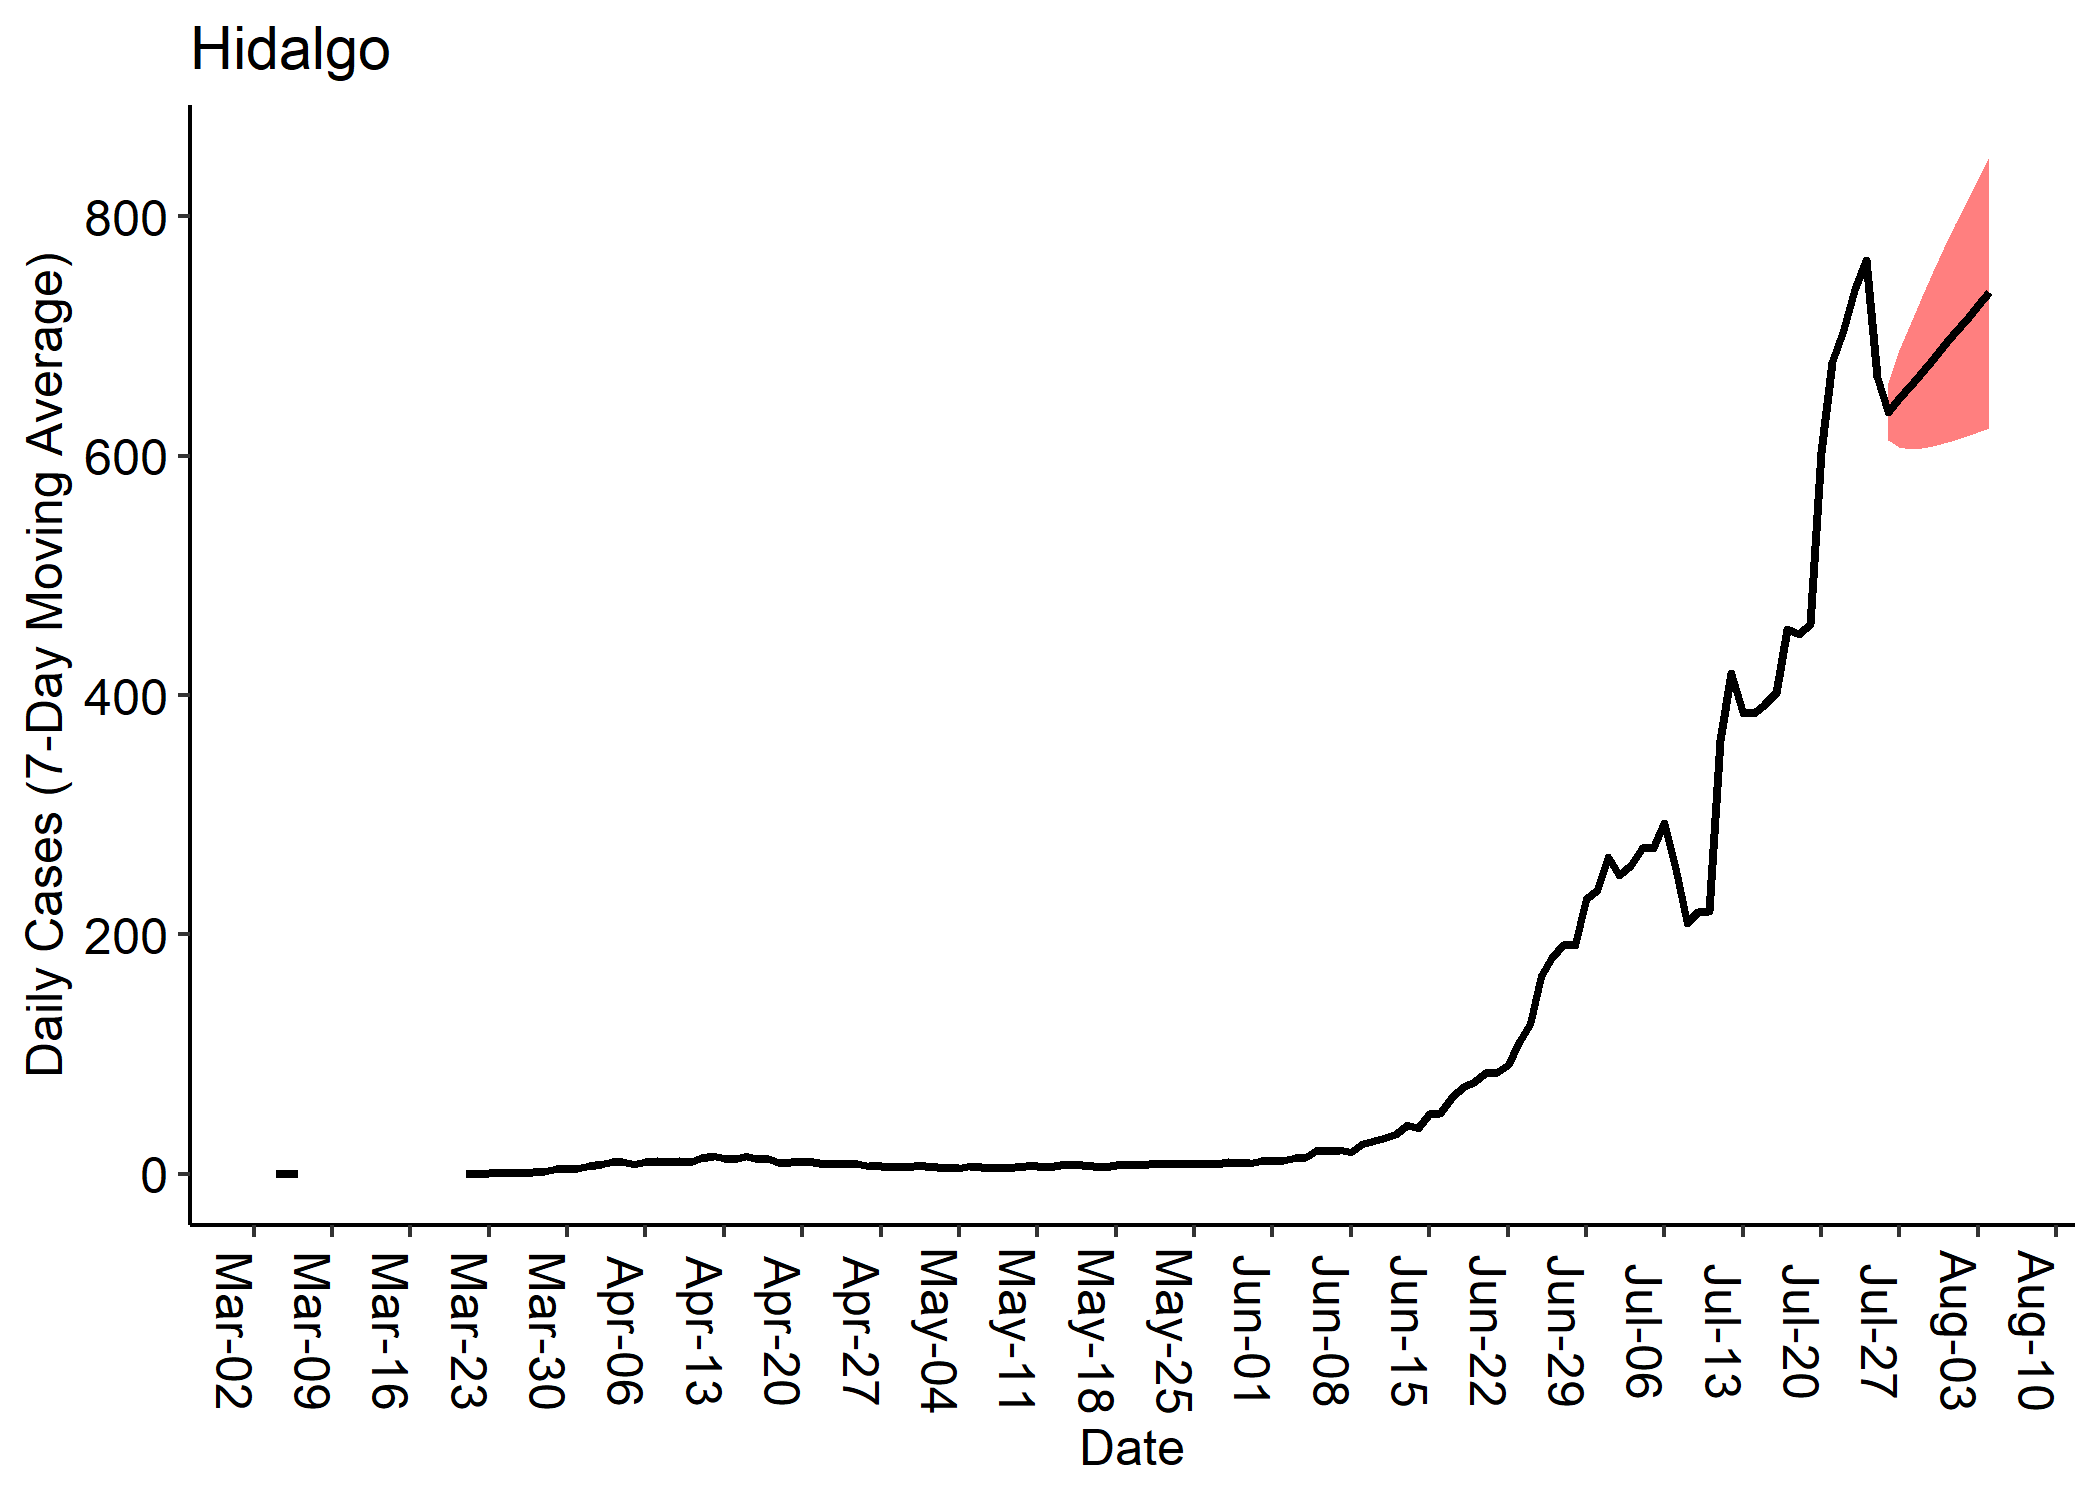 Hidalgo
Daily Cases (7-Day Moving Average)
800
600
400
200
0
Mar-02
Mar-09
Mar-16
Mar-23
Mar-30
Apr-06
Apr-13
Apr-20
Apr-27
May-04
May-11
May-18
May-25
Jun-01
Jun-08
Jun-15
Jun-22
Jun-29
Jul-06
Jul-13
Jul-20
Jul-27
Aug-03
Aug-10
Date